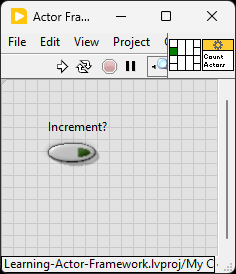 Actor Fra...
File Edit View Project
Count
Actors
Increment?
Learning-Actor-Framework.lvproj/My C